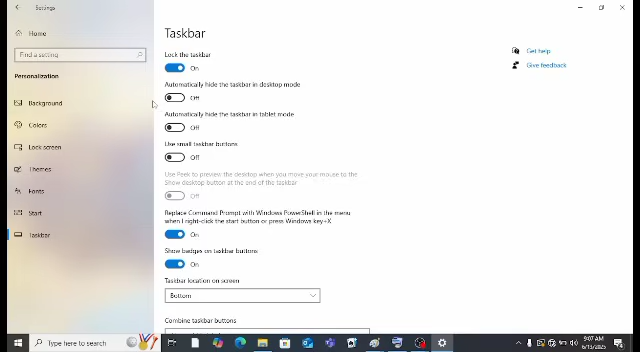 Settings
Home
Find a setting
Personalization
Background
Colors
Lock screen
Themes
Fonts
Start
Taskbar
Taskbar
Lock the taskbar
On
Automatically hide the taskbar in desktop mode
Off
Automatically hide the taskbar in tablet mode
Off
Use small taskbar buttons
Off
Use Peek to preview the desktop when you move your mouse to the
Show desktop button at the end of the taskbar
Off
Replace Command Prompt with Windows PowerShell in the menu
when I right-click the start button or press Windows key+X
On
Show badges on taskbar buttons
On
Taskbar location on screen
Bottom
Combine taskbar buttons
Get help
Give feedback
Type here to search
9:07 AM
6/13/2025